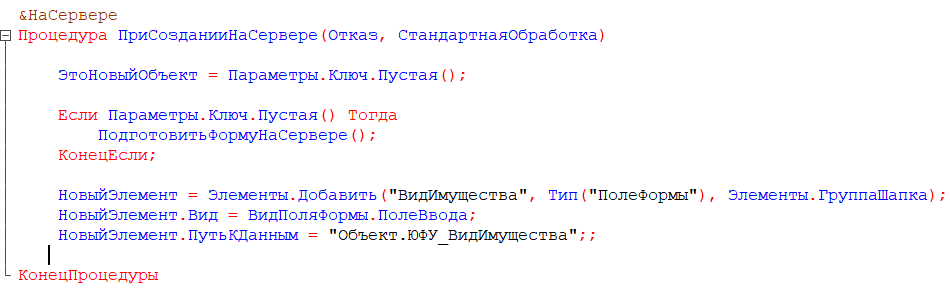 &НаСервере
Процедура ПриСозданииНаСервере(Отказ, СтандартнаяОбработка)
ЭтоНовыйОбъект = Параметры.Ключ.Пустая();
Если Параметры.Ключ.Пустая() Тогда
ПодготовитьФормуНаСервере();
КонецЕсли;
НовыйЭлемент = Элементы.Добавить("ВидИмущества", Тип("ПолеФормы"), Элементы.ГруппаШапка);
НовыйЭлемент.Вид = ВидПоляФормы.ПолеВвода;
НовыйЭлемент.ПутьКДанным = "Объект.ЮФУ_ВидИмущества";;
КонецПроцедуры